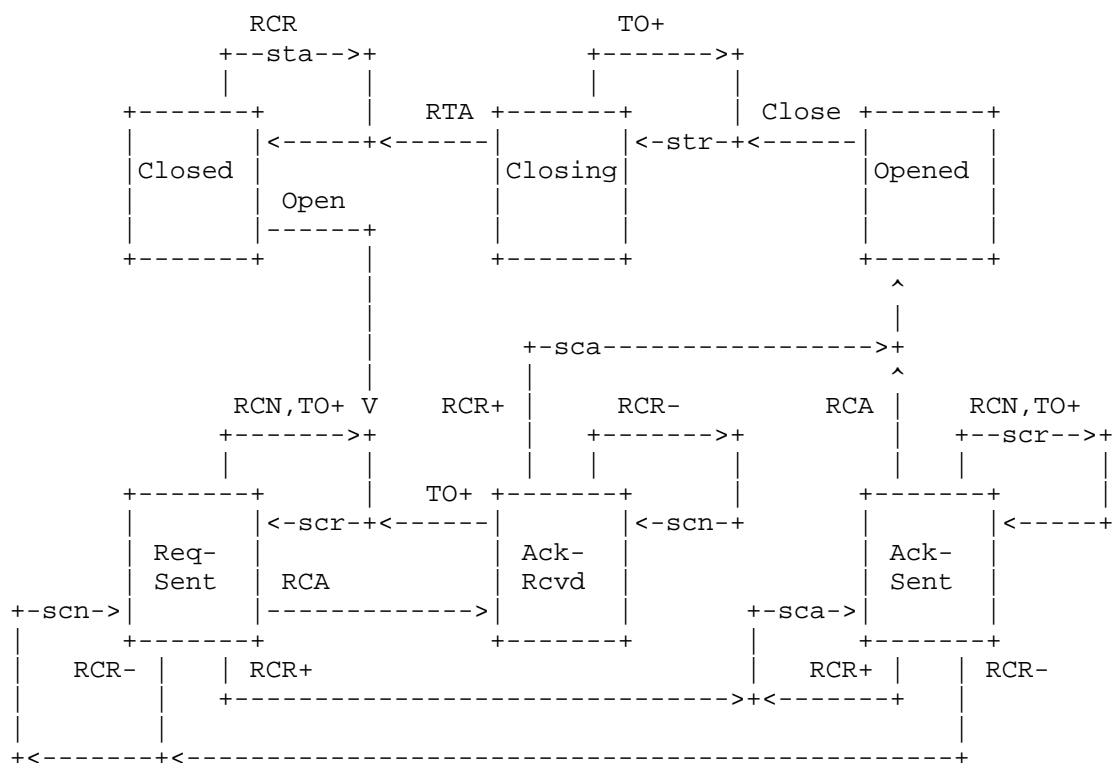 RCR TO+
+--sta-->+ +------->+
| | | |
+-------+ | RTA +-------+ | Close +-------+
| |<-----+<------| |<-str-+<------| |
|Closed | |Closing| |Opened |
| | Open | | | |
| |------+ | | | |
+-------+ | +-------+ +-------+
| ^
| |
| +-sca----------------->+
| | ^
RCN,TO+ V RCR+ | RCR- RCA | RCN,TO+
+------->+ | +------->+ | +--scr-->+
| | | | | | | |
+-------+ | TO+ +-------+ | +-------+ |
| |<-scr-+<------| |<-scn-+ | |<-----+
| Req- | | Ack- | | Ack- |
| Sent | RCA | Rcvd | | Sent |
+-scn->| |------------->| | +-sca->| |
| +-------+ +-------+ | +-------+
| RCR- | | RCR+ | RCR+ | | RCR-
| | +------------------------------->+<-------+ |
| | |
+<-------+<------------------------------------------------+